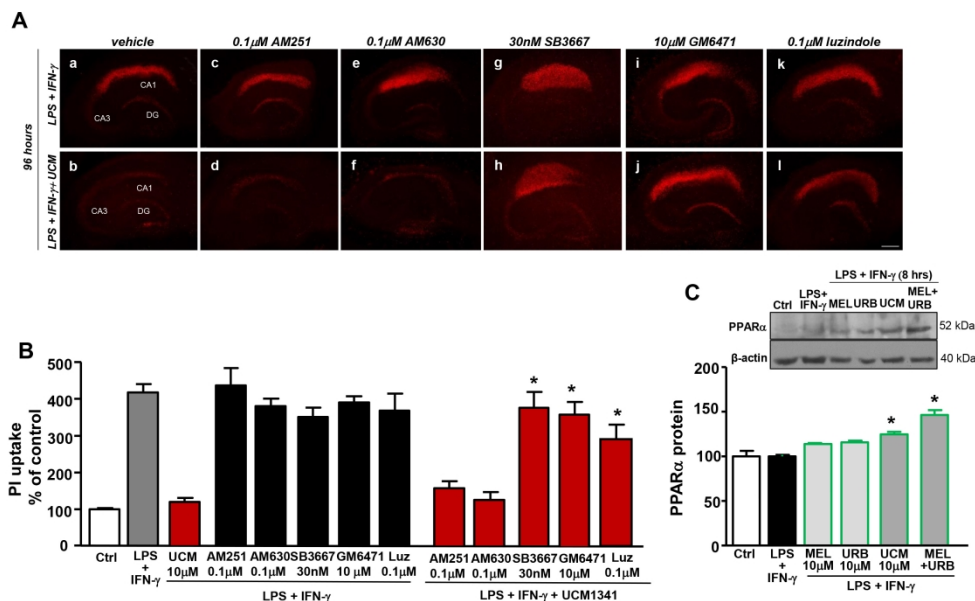 A
vehicle
0.1µM AM251
0.1µM AM630
30nM SB3667
10µM GM6471
0.1µM luzindole
96 hours
LPS + IFN-γ
a
c
e
g
i
k
CA1
CA3
DG
LPS + IFN-γ+ UCM
b
d
f
h
j
l
CA1
CA3
DG
B
PI uptake
% of control
500
400
300
200
100
0
Ctrl
LPS
+
IFN-γ
UCM
10µM
AM251
0.1µM
AM630
0.1µM
SB3667
30nM
GM6471
10 µM
Luz
0.1µM
LPS + IFN-γ
* * *
AM251
0.1µM
AM630
0.1µM
SB3667
30nM
GM6471
10µM
Luz
0.1µM
LPS + IFN-γ + UCM1341
C
LPS + IFN-γ (8 hrs)
Ctrl
LPS+
IFN-γ
MEL
URB
UCM
MEL+
URB
PPARα
52 kDa
β-actin
40 kDa
PPARα protein
200
150
100
50
0
* *
Ctrl
LPS
+
IFN-γ
MEL
10µM
URB
10µM
UCM
10µM
MEL
+URB
LPS + IFN-γ